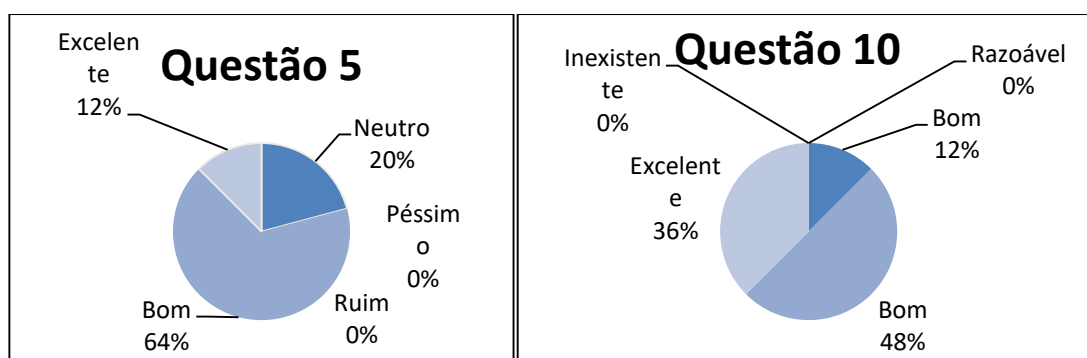 Questão 5
Excelen
te
12%
Neutro
20%
Péssim
o
0%
Ruim
0%
Bom
64%
Questão 10
Inexisten
te
0%
Razoável
0%
Bom
12%
Excelent
e
36%
Bom
48%